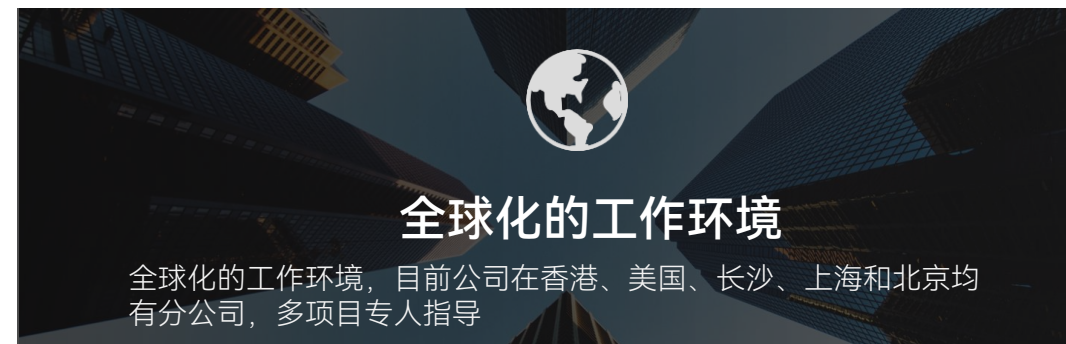 全球化的工作环境
全球化的工作环境，目前公司在香港、美国、长沙、上海和北京均
有分公司，多项目专人指导